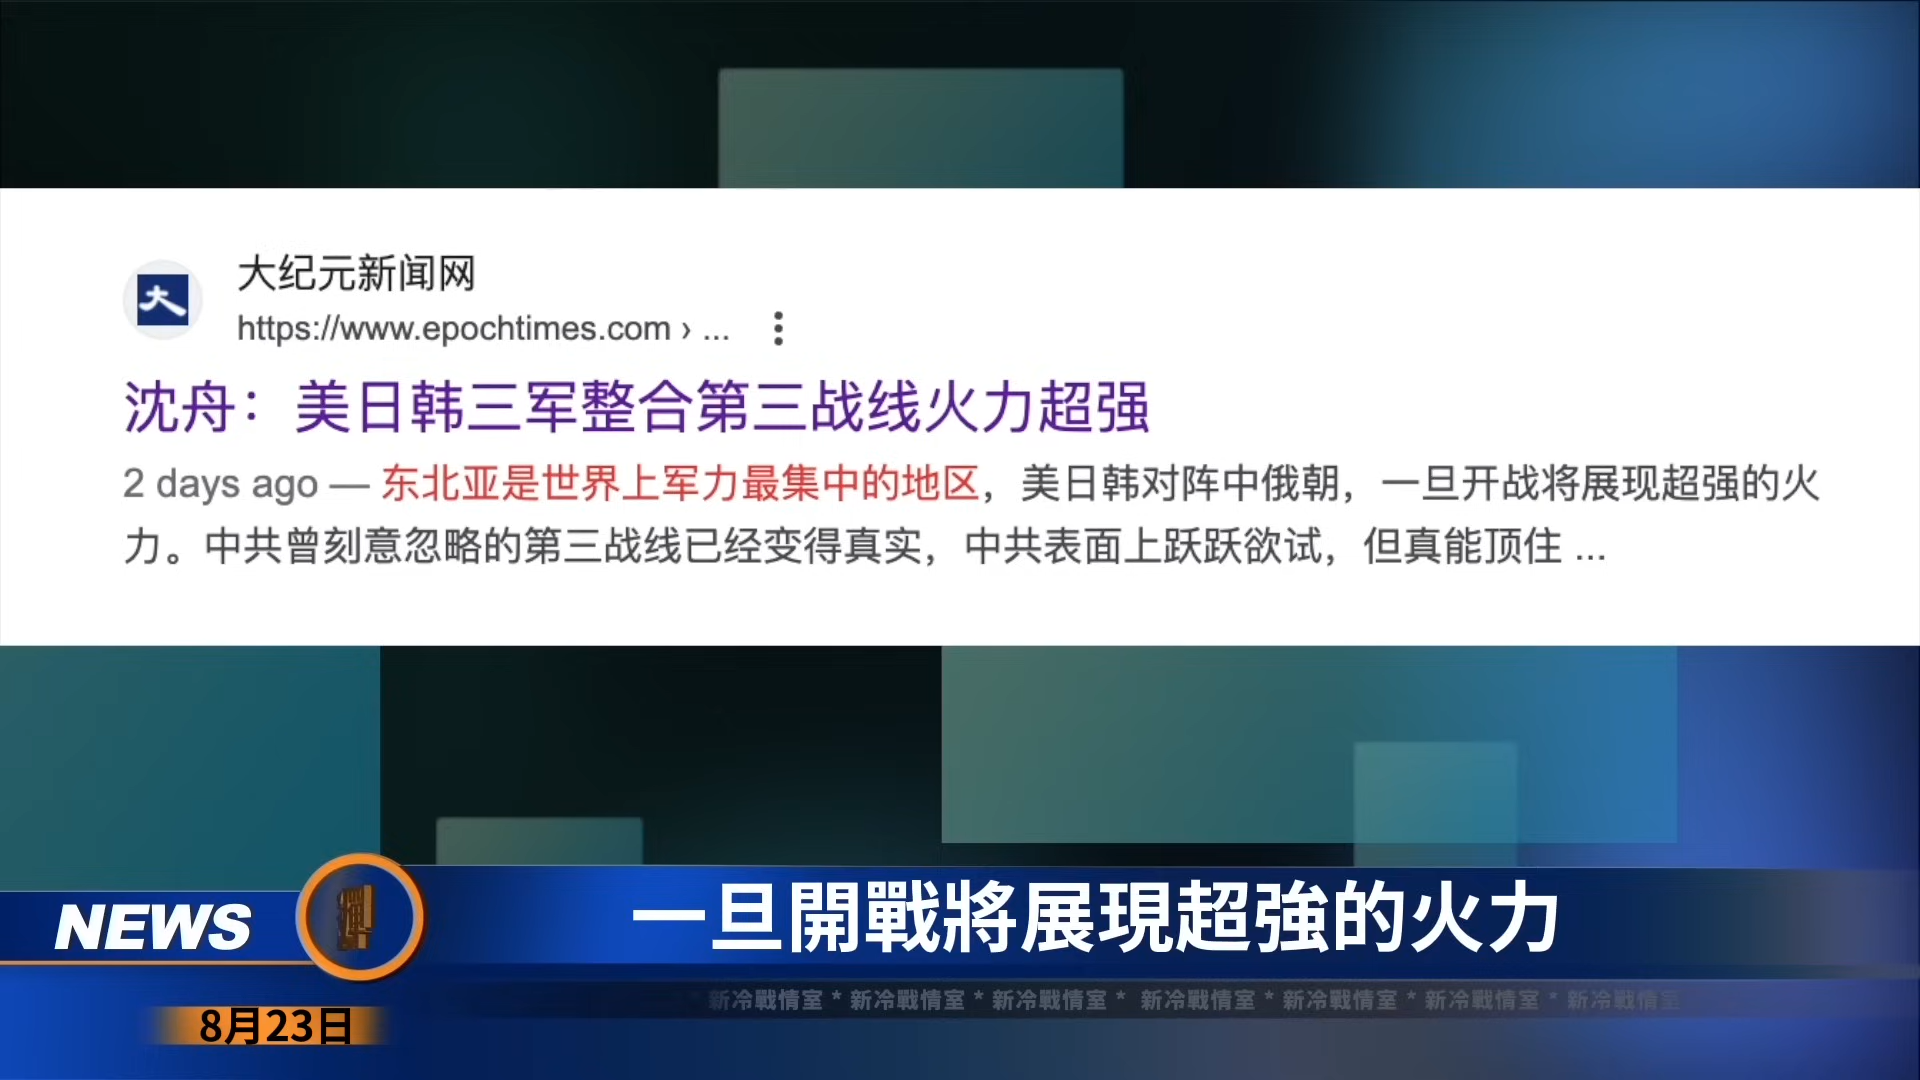 大
大纪元新闻网
https://www.epochtimes.com › ...
沈舟：美日韩三军整合第三战线火力超强
2 days ago — 东北亚是世界上军力最集中的地区，美日韩对阵中俄朝，一旦开战将展现超强的火
力。中共曾刻意忽略的第三战线已经变得真实，中共表面上跃跃欲试，但真能顶住 ...
一旦開戰將展現超強的火力
NEWS
新冷戰情室 * 新冷戰情室 * 新冷戰情室 * 新冷戰情室 * 新冷戰情室 * 新冷戰情室 * 新冷戰情室
8月23日